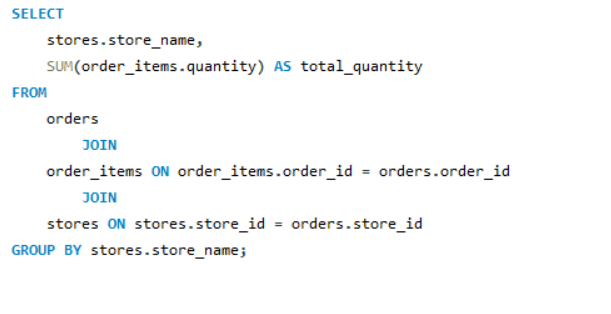 SELECT
stores.store_name,
SUM(order_items.quantity) AS total_quantity
FROM
orders
JOIN
order_items ON order_items.order_id = orders.order_id
JOIN
stores ON stores.store_id = orders.store_id
GROUP BY stores.store_name;